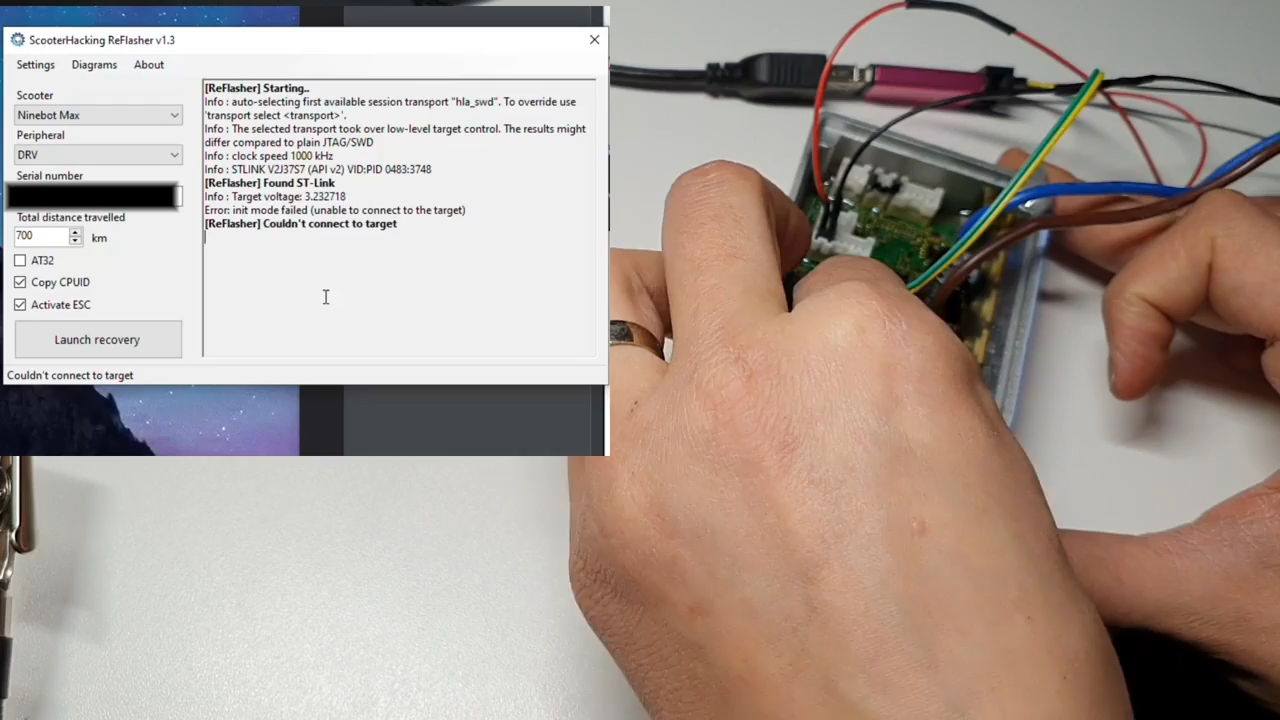 ScooterHacking ReFlasher v1.3
Settings Diagrams About
Scooter
Ninebot Max
Peripheral
DRV
Serial number
Total distance travelled
700 km
AT32
Copy CPUID
Activate ESC
Launch recovery
[ReFlasher] Starting..
Info : auto-selecting first available session transport "hla_swd". To override use
'transport select <transport>'.
Info : The selected transport took over low-level target control. The results might
differ compared to plain JTAG/SWD
Info : clock speed 1000 kHz
Info : STLINK V2J37S7 (API v2) VID:PID 0483:3748
[ReFlasher] Found ST-Link
Info : Target voltage: 3.232718
Error: init mode failed (unable to connect to the target)
[ReFlasher] Couldn't connect to target
Couldn't connect to target